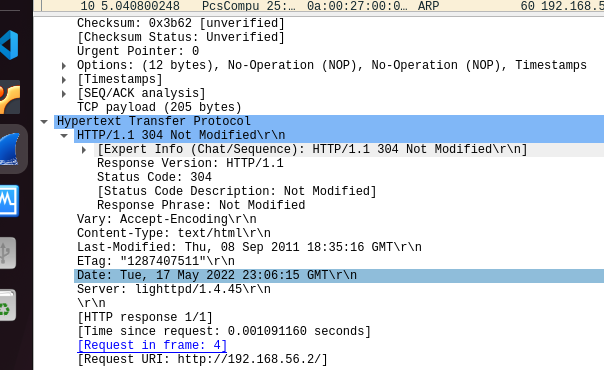 10 5.040800248 PcsCompu 25:… 0a:00:27:00:0… ARP 60 192.168.5
Checksum: 0x3b62 [unverified]
[Checksum Status: Unverified]
Urgent Pointer: 0
Options: (12 bytes), No-Operation (NOP), No-Operation (NOP), Timestamps
[Timestamps]
[SEQ/ACK analysis]
TCP payload (205 bytes)
Hypertext Transfer Protocol
HTTP/1.1 304 Not Modified\r\n
[Expert Info (Chat/Sequence): HTTP/1.1 304 Not Modified\r\n]
Response Version: HTTP/1.1
Status Code: 304
[Status Code Description: Not Modified]
Response Phrase: Not Modified
Vary: Accept-Encoding\r\n
Content-Type: text/html\r\n
Last-Modified: Thu, 08 Sep 2011 18:35:16 GMT\r\n
ETag: "1287407511"\r\n
Date: Tue, 17 May 2022 23:06:15 GMT\r\n
Server: lighttpd/1.4.45\r\n
\r\n
[HTTP response 1/1]
[Time since request: 0.001091160 seconds]
[Request in frame: 4]
[Request URI: http://192.168.56.2/]